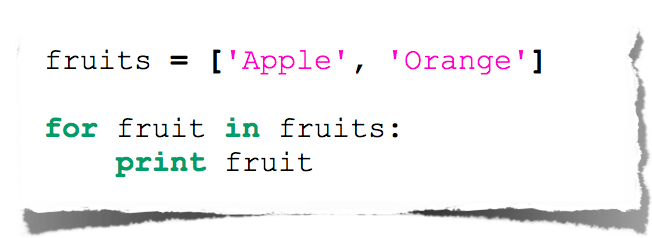 fruits = ['Apple', 'Orange']
for fruit in fruits:
    print fruit